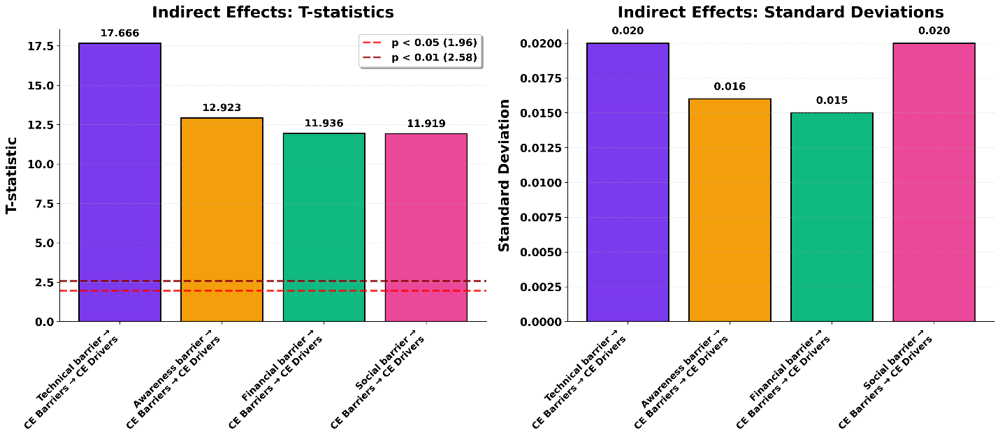 Indirect Effects: T-statistics
T-statistic
17.5
15.0
12.5
10.0
7.5
5.0
2.5
0.0
17.666
12.923
11.936
11.919
p < 0.05 (1.96)
p < 0.01 (2.58)
Technical barrier →
CE Barriers → CE Drivers
Awareness barrier →
CE Barriers → CE Drivers
Financial barrier →
CE Barriers → CE Drivers
Social barrier →
CE Barriers → CE Drivers
Indirect Effects: Standard Deviations
Standard Deviation
0.0200
0.0175
0.0150
0.0125
0.0100
0.0075
0.0050
0.0025
0.0000
0.020
0.016
0.015
0.020
Technical barrier →
CE Barriers → CE Drivers
Awareness barrier →
CE Barriers → CE Drivers
Financial barrier →
CE Barriers → CE Drivers
Social barrier →
CE Barriers → CE Drivers